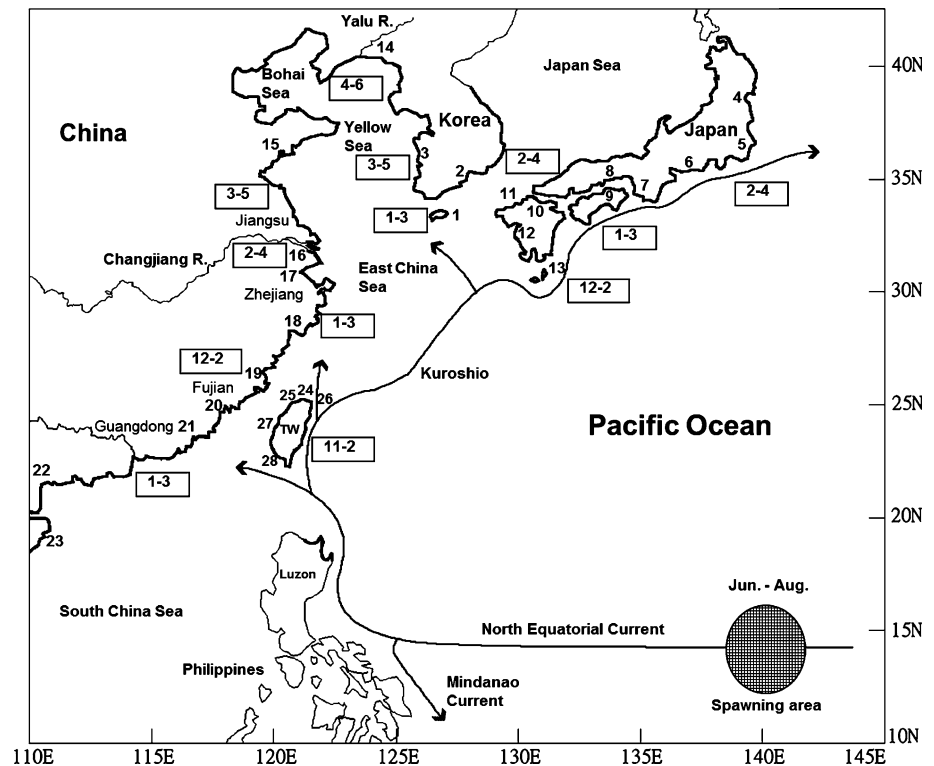 Yalu R.
14
40N
Bohai
Sea
4-6
Japan Sea
4
China
Yellow
Sea
Korea
Japan
15
3
5
2
2-4
6
3-5
8
7
35N
3-5
11
9
2-4
Jiangsu
1-3
1
10
12
1-3
Changjiang R.
2-4
16
17
East China
Sea
13
12-2
30N
Zhejiang
18
1-3
12-2
19
Kuroshio
Fujian
20
25
24
26
25N
Guangdong 21
27
TW
Pacific Ocean
28
11-2
22
1-3
20N
23
Luzon
Jun. - Aug.
South China Sea
North Equatorial Current
15N
Philippines
Mindanao
Current
Spawning area
10N
110E
115E
120E
125E
130E
135E
140E
145E